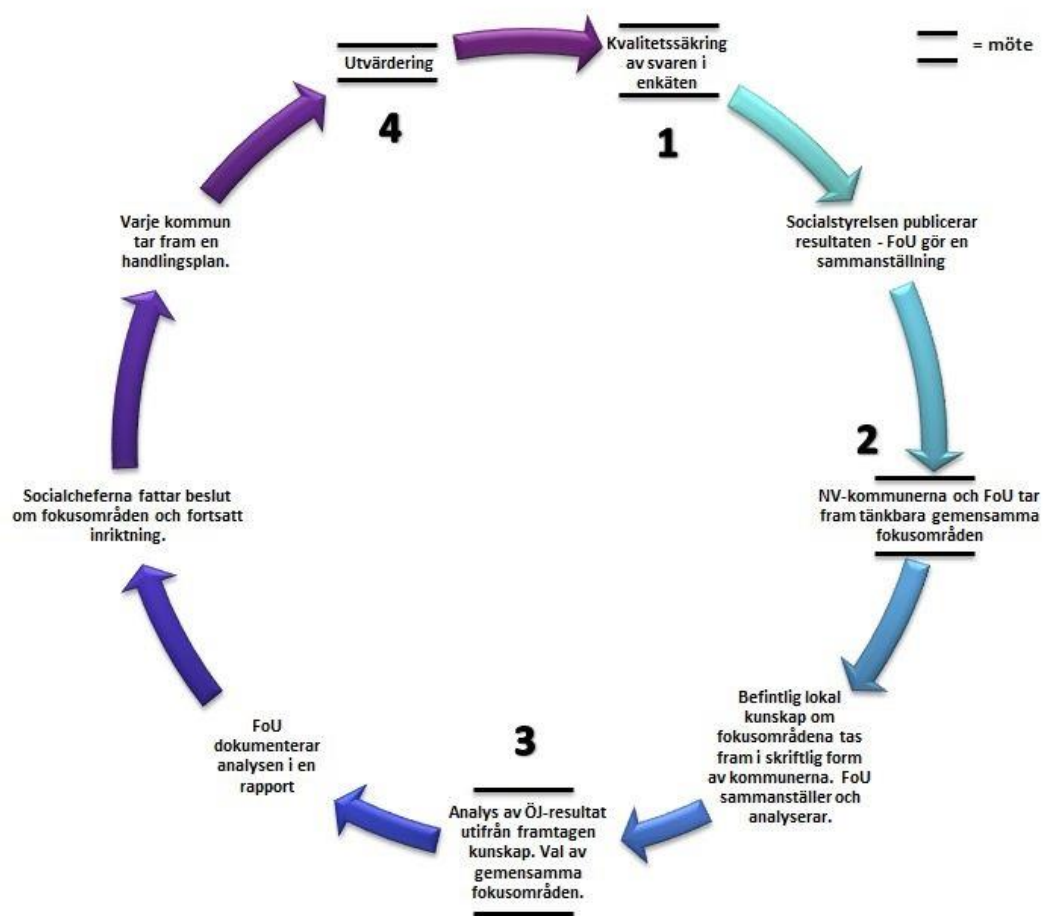 Kvalitetssäkring
av svaren i
enkäten
1
= möte
Socialstyrelsen publicerar
resultaten - FoU gör en
sammanställning
2
NV-kommunerna och FoU tar
fram tänkbara gemensamma
fokusområden
Befintlig lokal
kunskap om
fokusområdena tas
fram i skriftlig form
av kommunerna. FoU
sammanställer och
analyserar.
3
Analys av ÖJ-resultat
utifrån framtagen
kunskap. Val av
gemensamma
fokusområden.
FoU
dokumenterar
analysen i en
rapport
Socialcheferna fattar beslut
om fokusområden och fortsatt
inriktning.
Varje kommun
tar fram en
handlingsplan.
Utvärdering
4